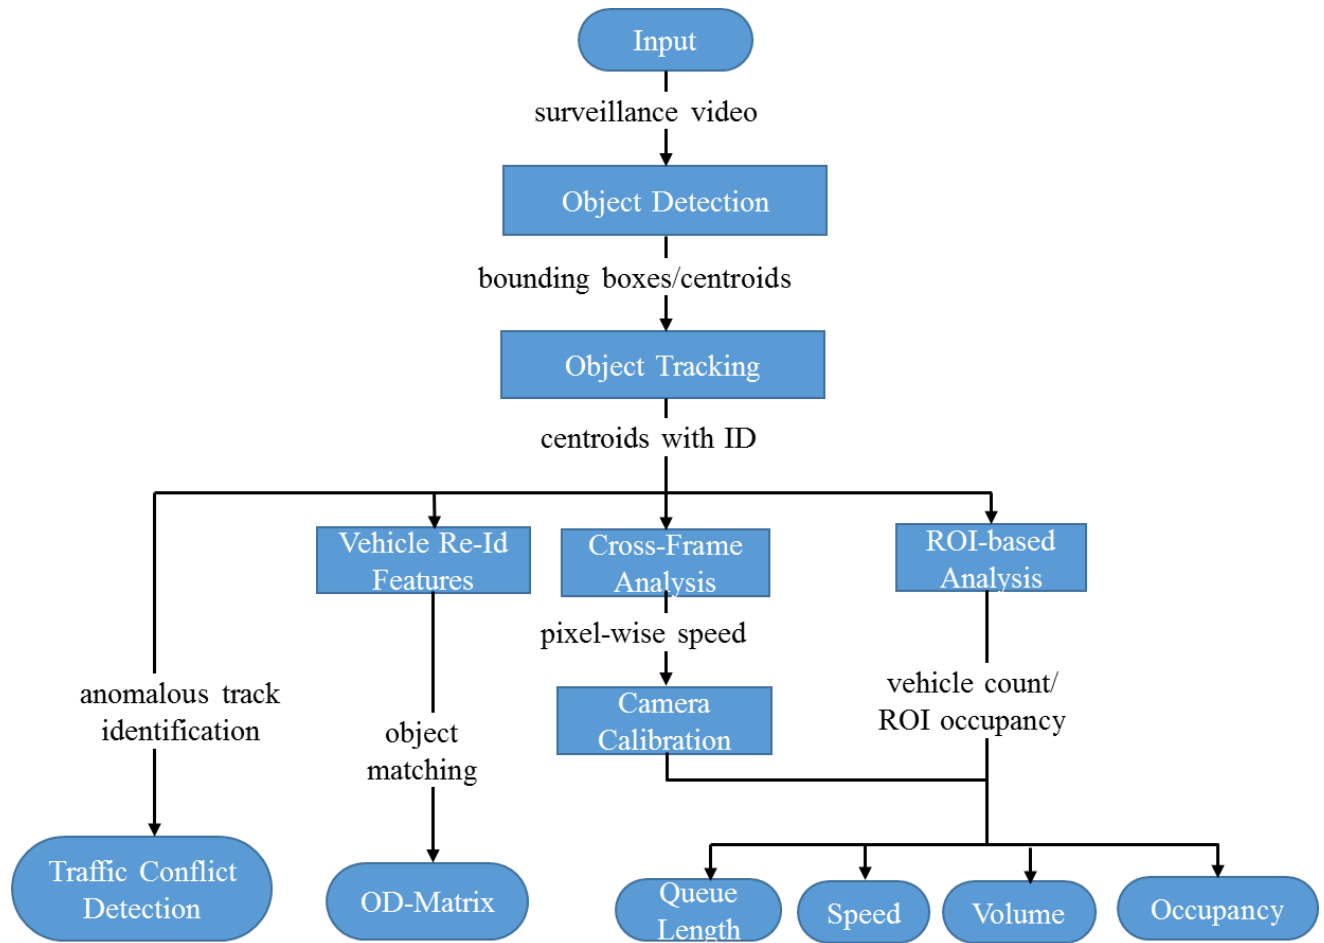 Input
surveillance video
Object Detection
bounding boxes/centroids
Object Tracking
centroids with ID
Vehicle Re-Id
Features
Cross-Frame
Analysis
ROI-based
Analysis
pixel-wise speed
anomalous track
identification
object
matching
Camera
Calibration
vehicle count/
ROI occupancy
Traffic Conflict
Detection
OD-Matrix
Queue
Length
Speed
Volume
Occupancy